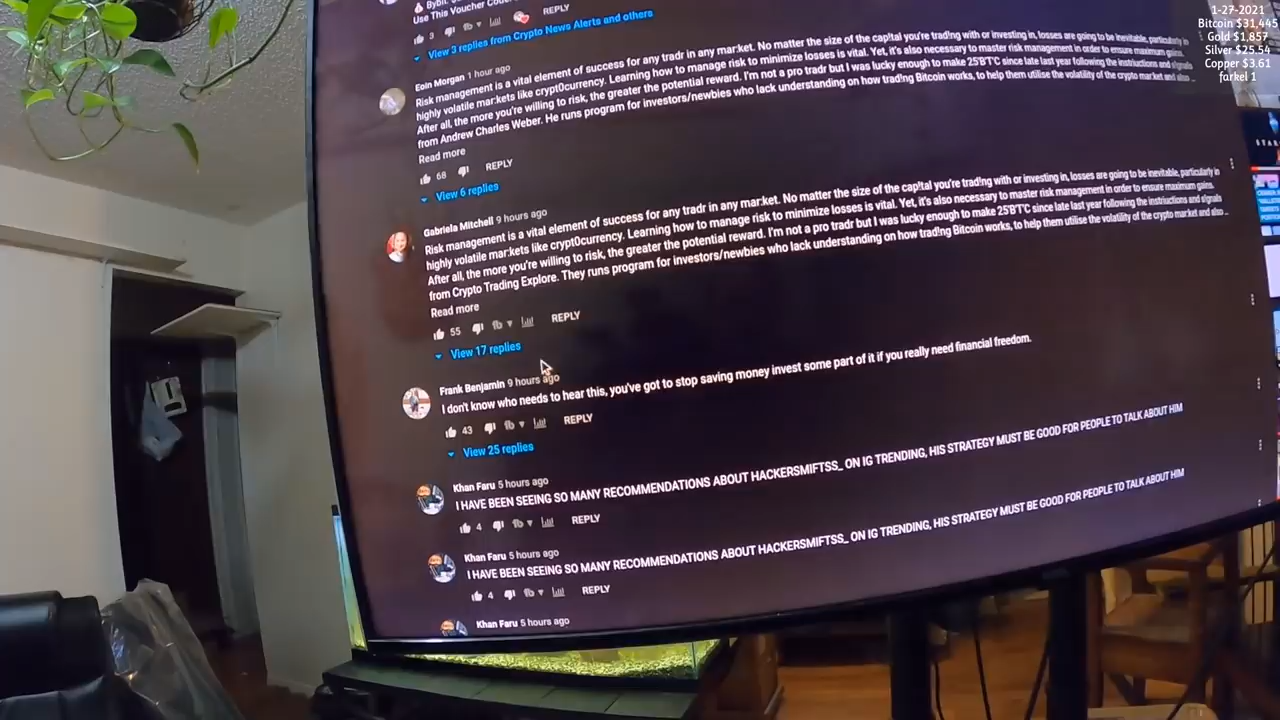 1-27-2021
Bitcoin $31,445
Gold $1,857
Silver $25.54
Copper $3.61
farkel 1
Use This Voucher
3 REPLY
View 3 replies from Crypto News Alerts and others
Eoin Morgan 1 hour ago
Risk management is a vital element of success for any tradr in any mar:ket. No matter the size of the cap!tal you're trad!ng with or investing in, losses are going to be inevitable, particularly in
highly volatile mar:kets like crypt0currency. Learning how to manage risk to minimize losses is vital. Yet, it's also necessary to master risk management in order to ensure maximum gains.
After all, the more you're willing to risk, the greater the potential reward. I'm not a pro tradr but I was lucky enough to make 25'BT'C since late last year following the instriuctions and s!gnals
from Andrew Charles Weber. He runs program for investors/newbies who lack understanding on how trad!ng Bitcoin works, to help them utilise the volatility of the crypto market and also ...
Read more
68 REPLY
View 6 replies
Gabriela Mitchell 9 hours ago
Risk management is a vital element of success for any tradr in any mar:ket. No matter the size of the cap!tal you're trad!ng with or investing in, losses are going to be inevitable, particularly in
highly volatile mar:kets like crypt0currency. Learning how to manage risk to minimize losses is vital. Yet, it's also necessary to master risk management in order to ensure maximum gains.
After all, the more you're willing to risk, the greater the potential reward. I'm not a pro tradr but I was lucky enough to make 25'BT'C since late last year following the instriuctions and s!gnals
from Crypto Trading Explore. They runs program for investors/newbies who lack understanding on how trad!ng Bitcoin works, to help them utilise the volatility of the crypto market and also ...
Read more
55 REPLY
View 17 replies
Frank Benjamin 9 hours ago
I don't know who needs to hear this, you've got to stop saving money invest some part of it if you really need financial freedom.
43 REPLY
View 25 replies
Khan Faru 5 hours ago
I HAVE BEEN SEEING SO MANY RECOMMENDATIONS ABOUT HACKERSMIFTSS_ ON IG TRENDING, HIS STRATEGY MUST BE GOOD FOR PEOPLE TO TALK ABOUT HIM
4 REPLY
Khan Faru 5 hours ago
I HAVE BEEN SEEING SO MANY RECOMMENDATIONS ABOUT HACKERSMIFTSS_ ON IG TRENDING, HIS STRATEGY MUST BE GOOD FOR PEOPLE TO TALK ABOUT HIM
4 REPLY
Khan Faru 5 hours ago